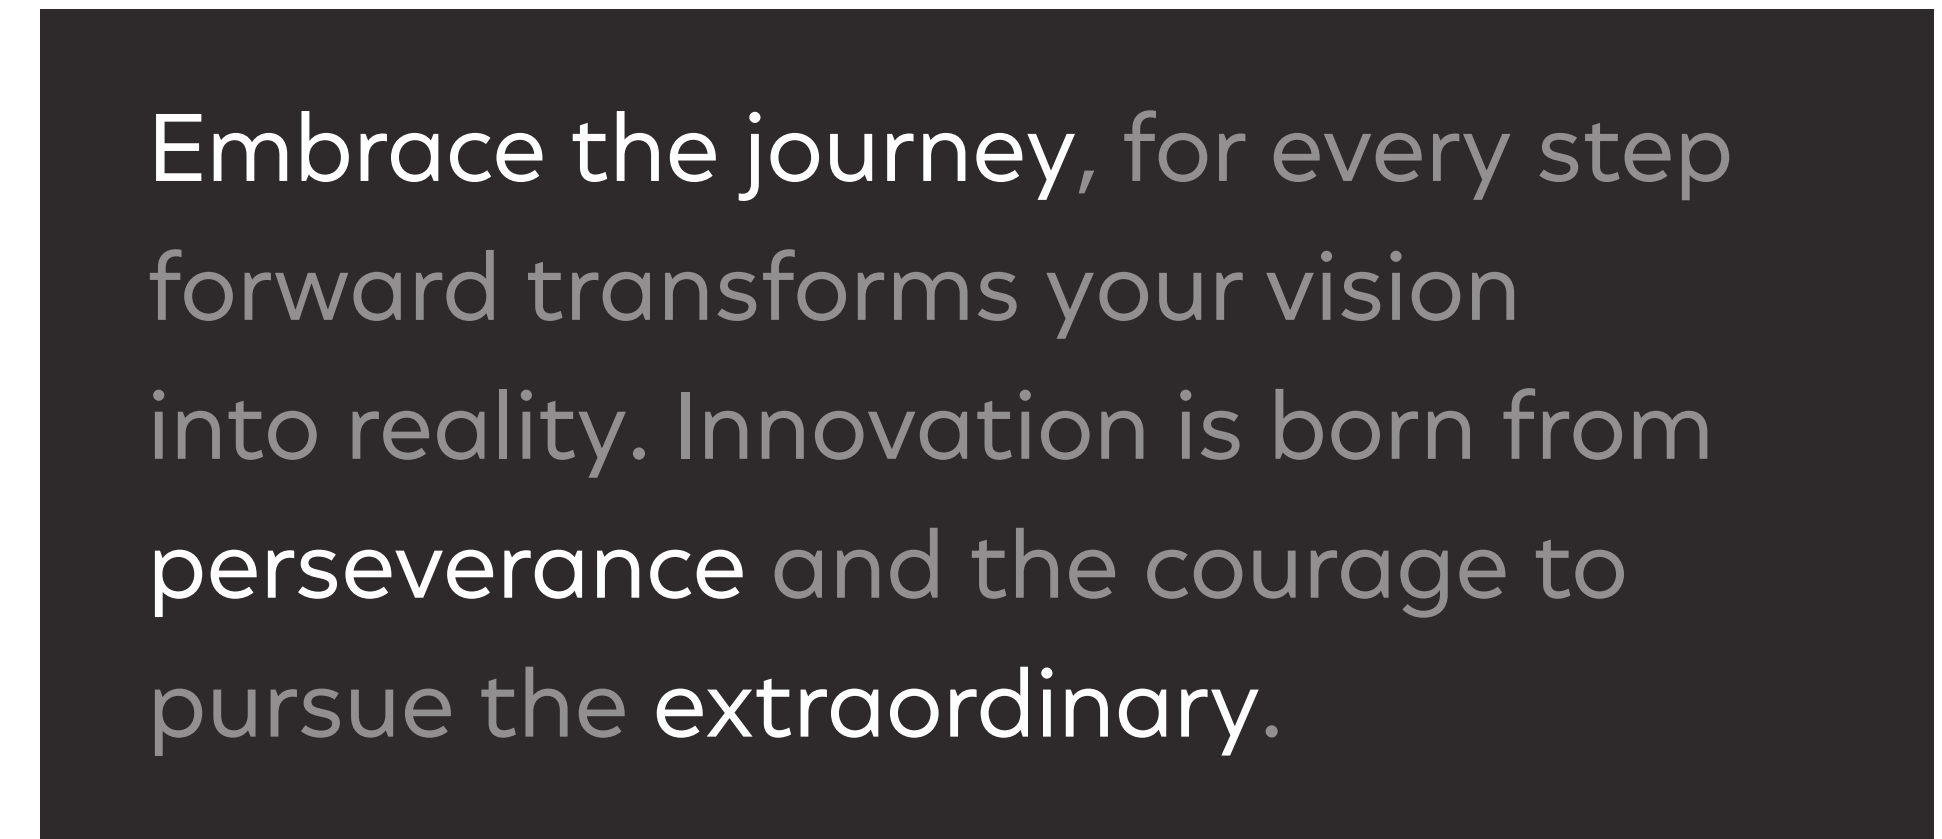 Embrace the journey, for every step
forward transforms your vision
into reality. Innovation is born from
perseverance and the courage to
pursue the extraordinary.